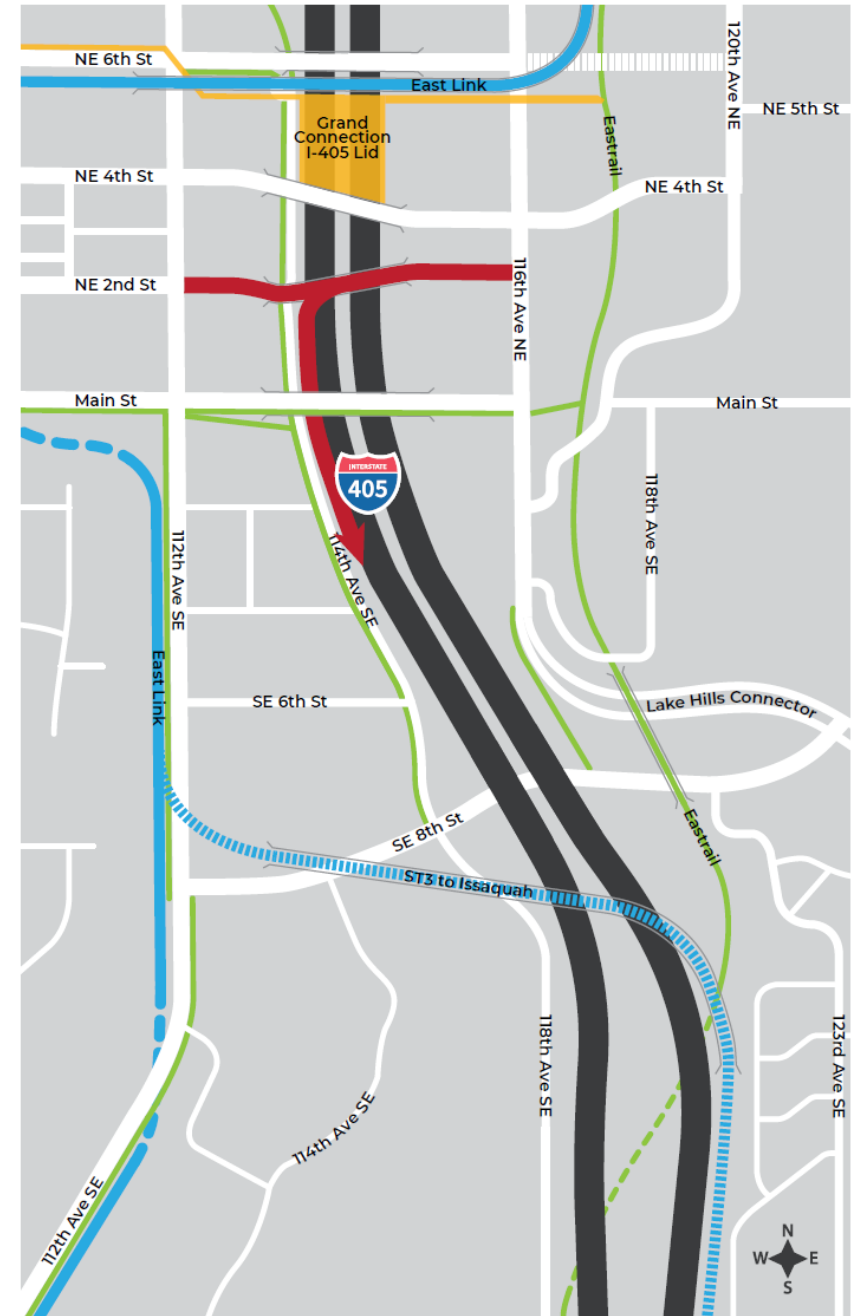 NE 6th St
120th Ave NE
East Link
NE 5th St
Grand
Connection
I-405 Lid
Eastrail
NE 4th St
NE 4th St
NE 2nd St
116th Ave NE
Main St
Main St
INTERSTATE
405
118th Ave SE
112th Ave SE
114th Ave SE
East Link
SE 6th St
Lake Hills Connector
SE 8th St
Eastrail
ST3 to Issaquah
118th Ave SE
123rd Ave SE
114th Ave SE
112th Ave SE
N
W
E
S